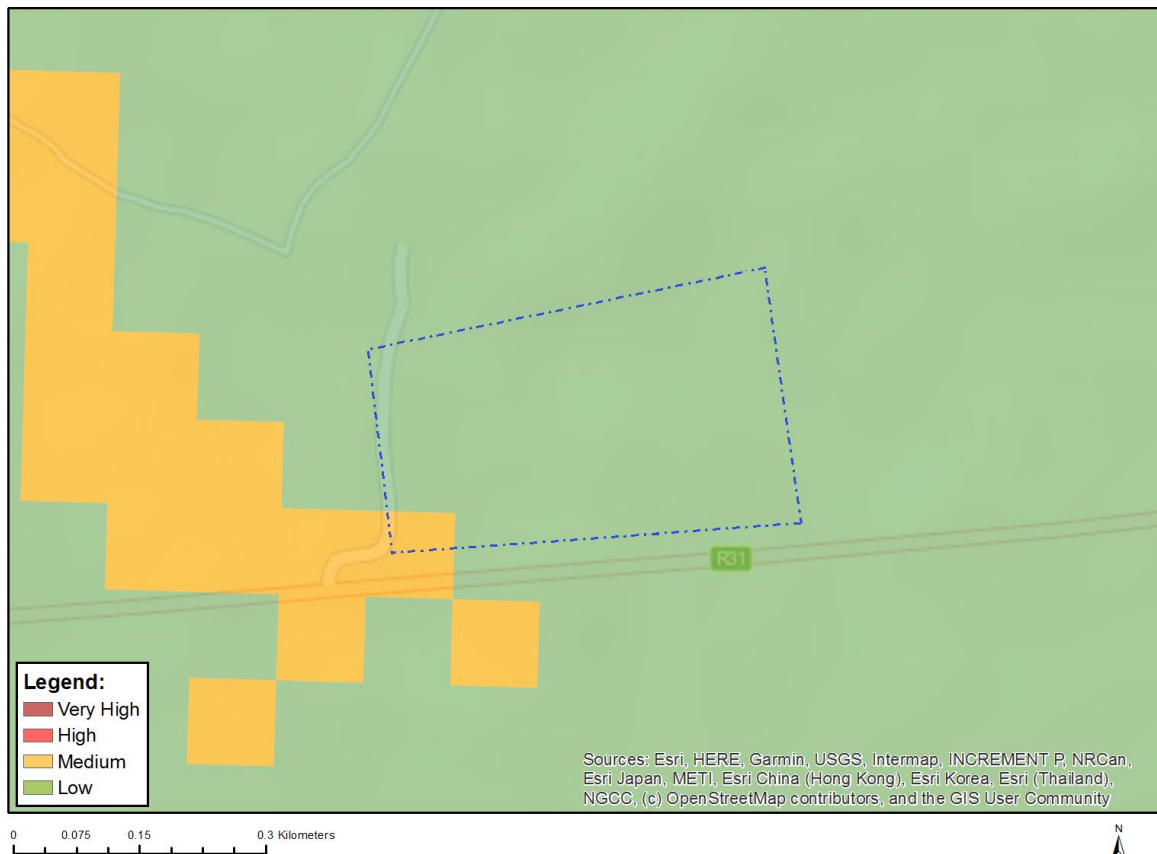 R31
Legend:
Very High
High
Medium
Low
Sources: Esri, HERE, Garmin, USGS, Intermap, INCREMENT P, NRCan,
Esri Japan, METI, Esri China (Hong Kong), Esri Korea, Esri (Thailand),
NGCC, (c) OpenStreetMap contributors, and the GIS User Community
0 0.075 0.15 0.3 Kilometers
N